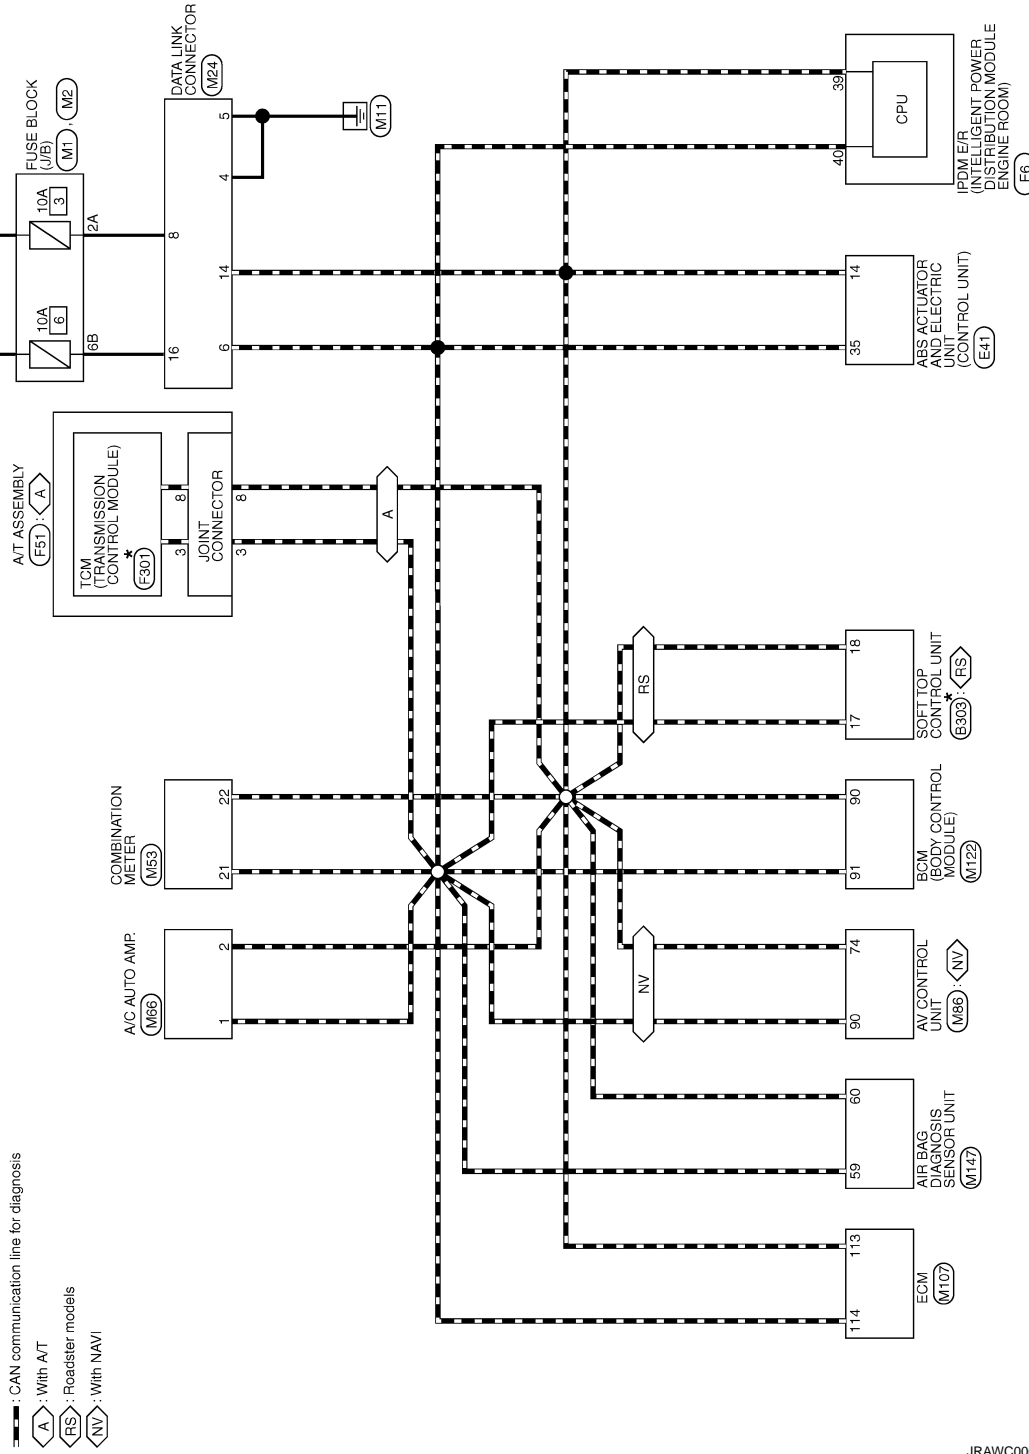 : CAN communication line for diagnosis
A : With A/T
RS : Roadster models
NV : With NAVI
A/T ASSEMBLY
F51 : A
TCM
(TRANSMISSION
CONTROL MODULE)
*
F301
3
8
JOINT
CONNECTOR
3
8
A
FUSE BLOCK
(J/B)
M1 , M2
10A
6
10A
3
6B
2A
DATA LINK
CONNECTOR
M24
16
8
6
14
4
5
M11
A/C AUTO AMP.
M66
1
2
COMBINATION
METER
M53
21
22
NV
RS
114
113
ECM
M107
59
60
AIR BAG
DIAGNOSIS
SENSOR UNIT
M147
90
74
AV CONTROL
UNIT
M86 : NV
91
90
BCM
(BODY CONTROL
MODULE)
M122
17
18
SOFT TOP
CONTROL UNIT
*
B303 : RS
35
14
ABS ACTUATOR
AND ELECTRIC
UNIT
(CONTROL UNIT)
E41
40
39
CPU
IPDM E/R
(INTELLIGENT POWER
DISTRIBUTION MODULE
ENGINE ROOM)
JRAWC00